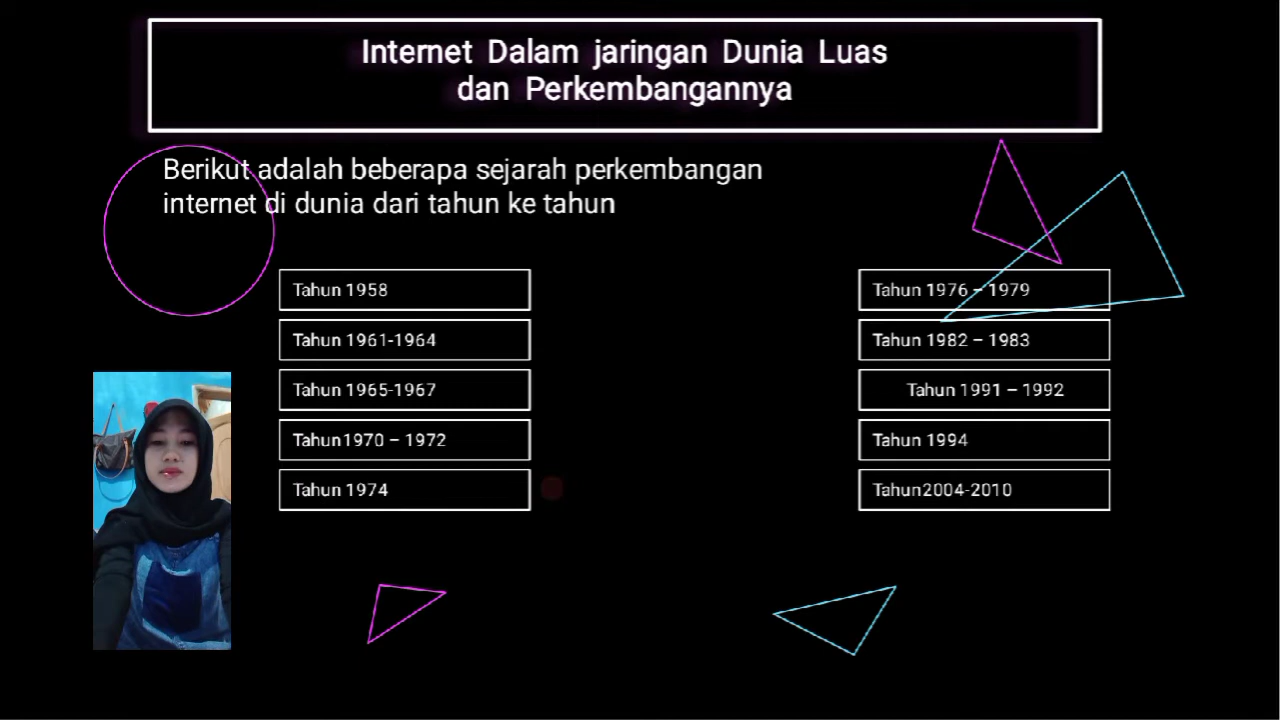 Internet Dalam jaringan Dunia Luas
dan Perkembangannya
Berikut adalah beberapa sejarah perkembangan
internet di dunia dari tahun ke tahun
Tahun 1958
Tahun 1961-1964
Tahun 1965-1967
Tahun1970 – 1972
Tahun 1974
Tahun 1976 – 1979
Tahun 1982 – 1983
Tahun 1991 – 1992
Tahun 1994
Tahun2004-2010